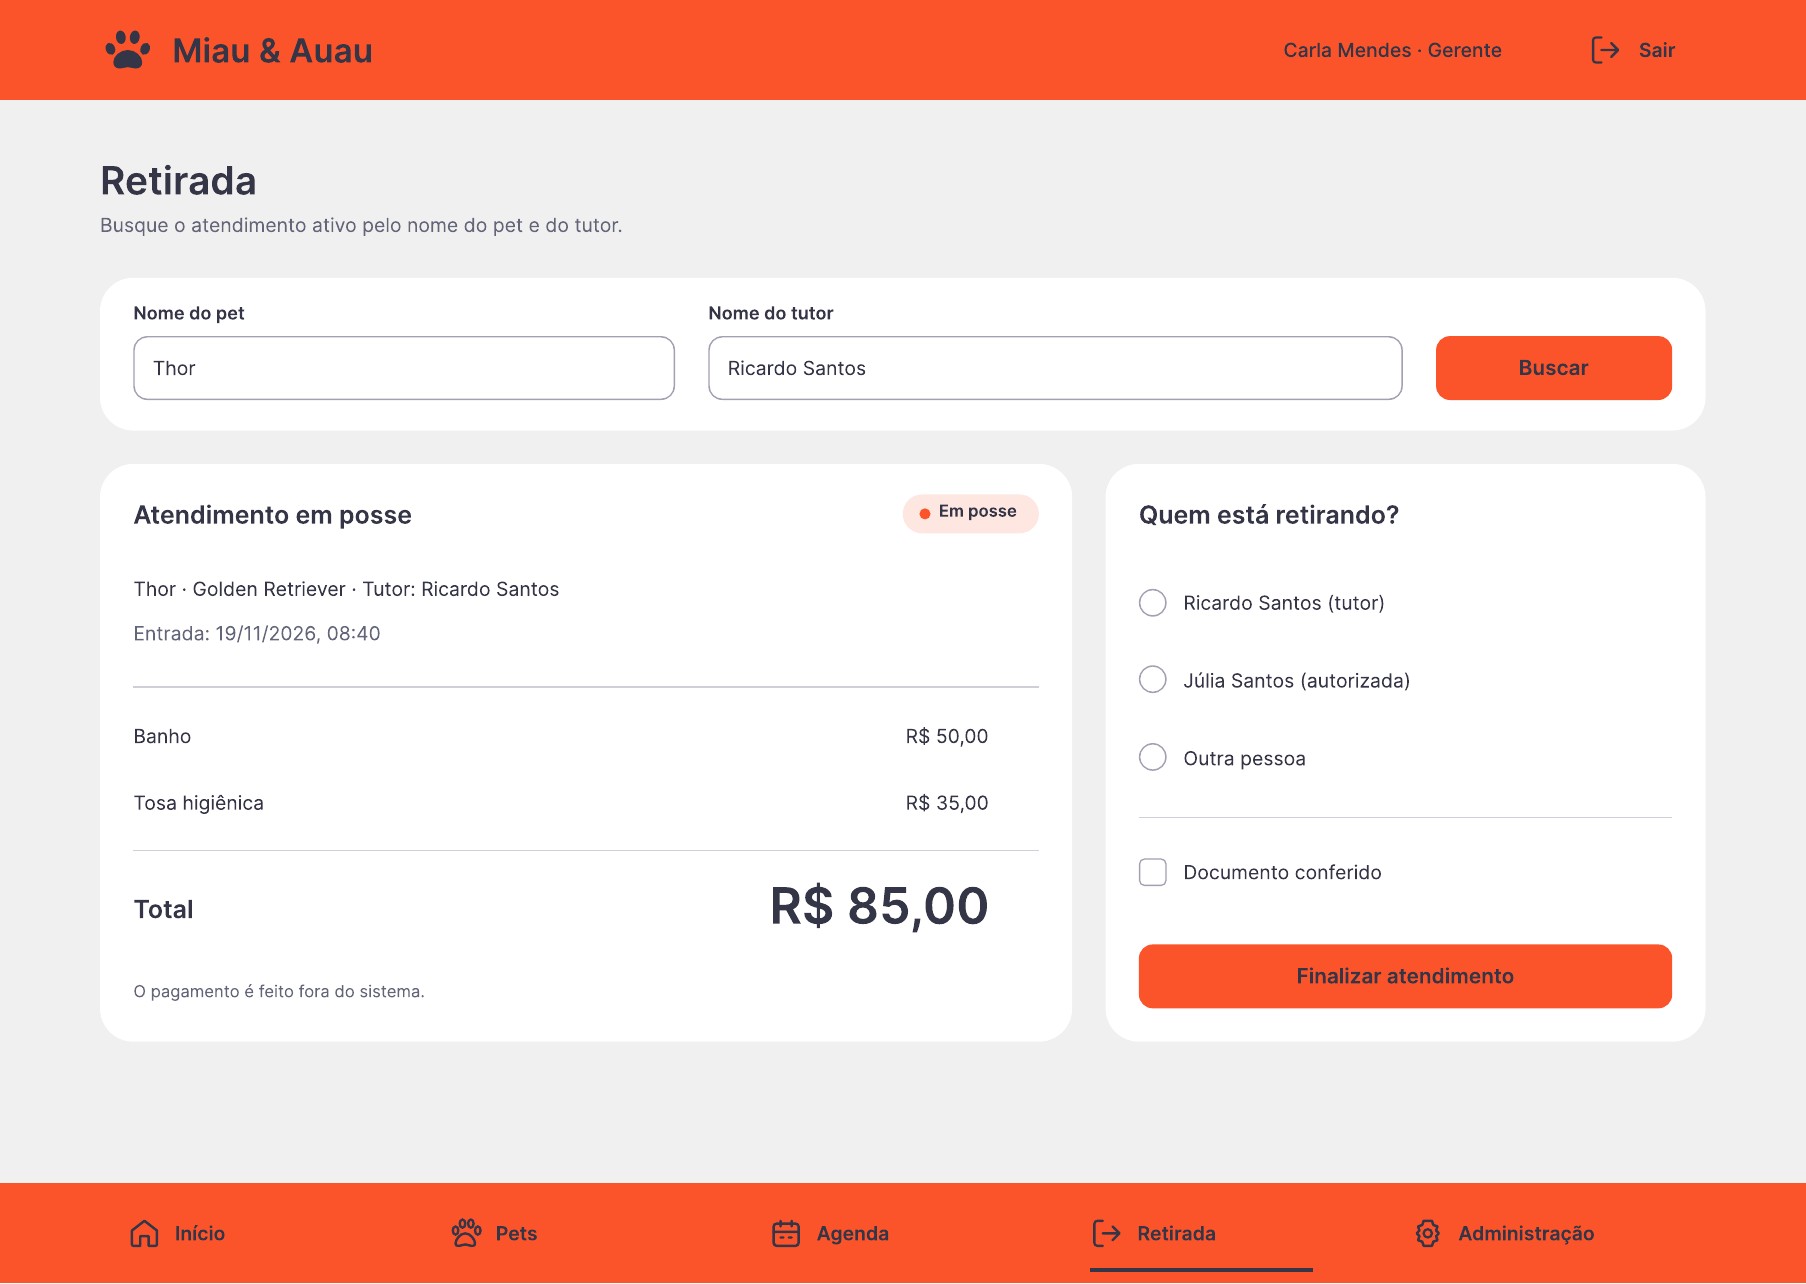 Miau & Auau
Carla Mendes · Gerente
Sair
Retirada
Busque o atendimento ativo pelo nome do pet e do tutor.
Nome do pet
Thor
Nome do tutor
Ricardo Santos
Buscar
Atendimento em posse
Em posse
Thor · Golden Retriever · Tutor: Ricardo Santos
Entrada: 19/11/2026, 08:40
Banho R$ 50,00
Tosa higiênica R$ 35,00
Total R$ 85,00
O pagamento é feito fora do sistema.
Quem está retirando?
Ricardo Santos (tutor)
Júlia Santos (autorizada)
Outra pessoa
Documento conferido
Finalizar atendimento
Início
Pets
Agenda
Retirada
Administração